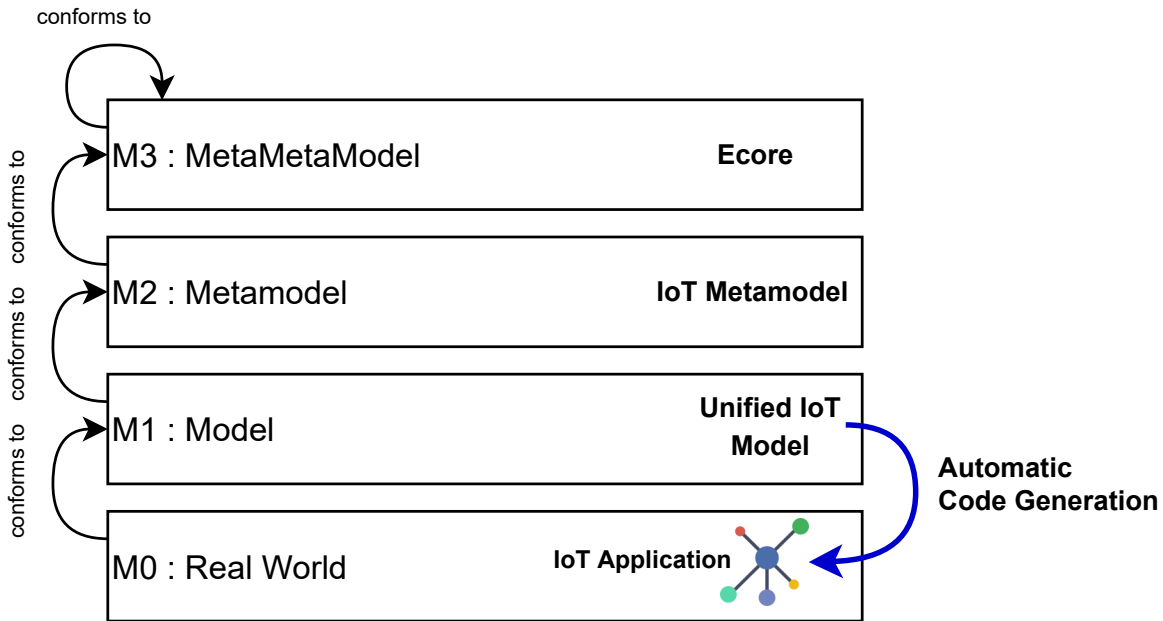 conforms to
M3 : MetaMetaModel
Ecore
conforms to
M2 : Metamodel
IoT Metamodel
conforms to
M1 : Model
Unified IoT
Model
conforms to
Automatic
Code Generation
M0 : Real World
IoT Application